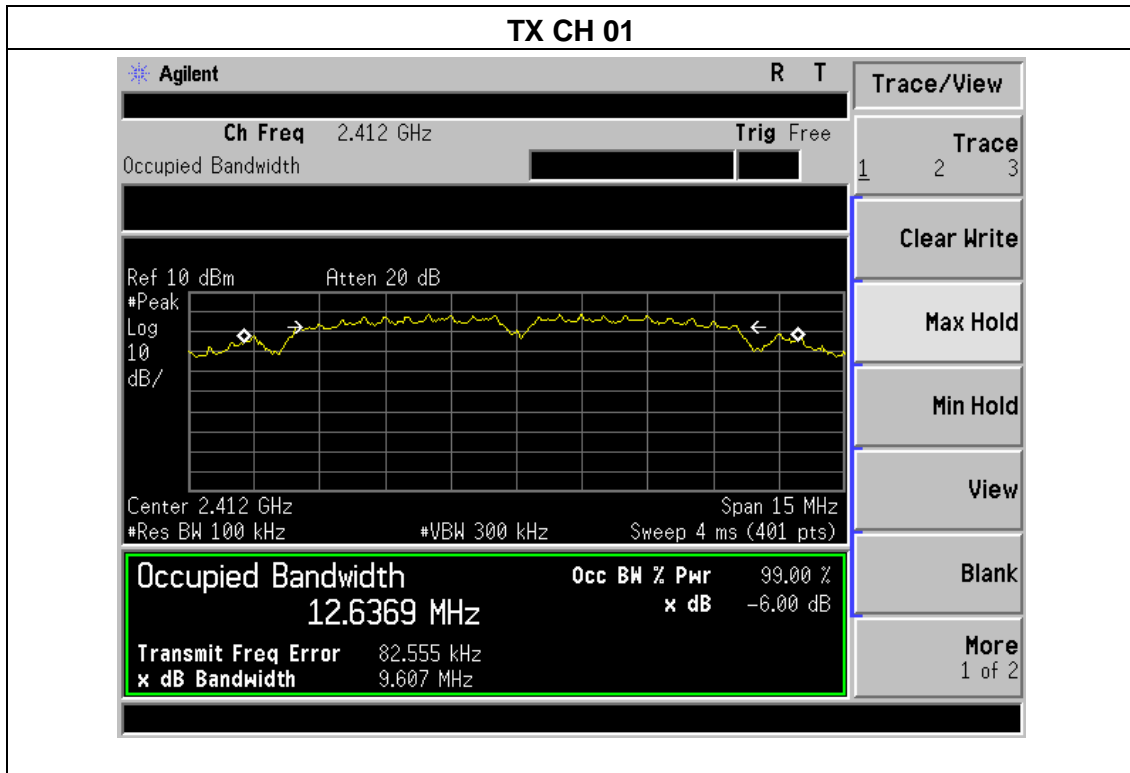 TX CH 01
Agilent R T
Trace/View
Ch Freq 2.412 GHz Trig Free
Occupied Bandwidth
Trace
1 2 3
Clear Write
Ref 10 dBm Atten 20 dB
#Peak
Log
10
dB/
Max Hold
Min Hold
View
Center 2.412 GHz Span 15 MHz
#Res BW 100 kHz #VBW 300 kHz Sweep 4 ms (401 pts)
Occupied Bandwidth Occ BW % Pwr 99.00 %
12.6369 MHz x dB -6.00 dB
Blank
Transmit Freq Error 82.555 kHz
x dB Bandwidth 9.607 MHz
More
1 of 2